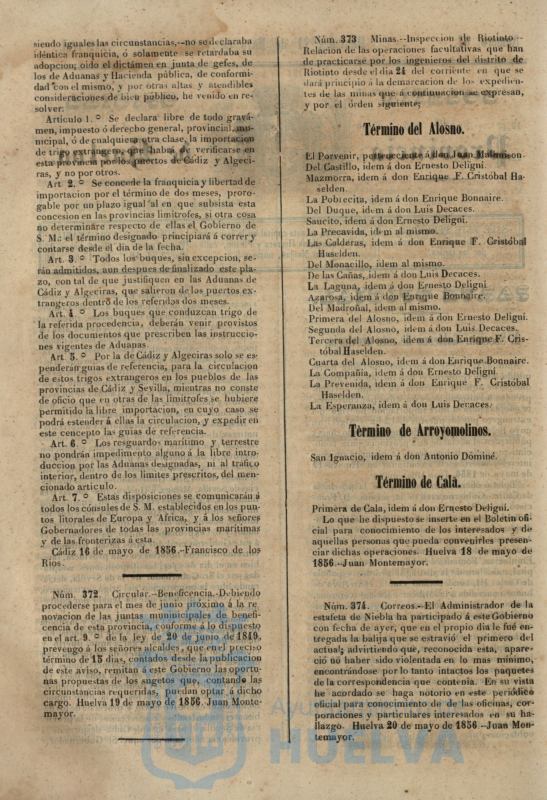 siendo iguales las circunstancias,--no se declaraba
idéntica franquicia, ó solamente se retardaba su
adopcion; oido el dictámen en junta de gefes, de
los de Aduanas y Hacienda pública, de conformi-
dad con el mismo, y por otras altas y atendibles
consideraciones de bien público, he venido en re-
solver:
Artículo 1.º Se declara libre de todo gravá-
men, impuesto ó derecho general, provincial, mu-
nicipal, ó de cualquiera otra clase, la importacion
de trigo extrangero que haya de verificarse en
esta provincia por los puertos de Cádiz y Algeci-
ras, y no por otros.
Art. 2.º Se concede la franquicia y libertad de
importacion por el término de dos meses, proro-
gable por un plazo igual al en que subsista esta
concesion en las provincias limítrofes, si otra cosa
no determinare respecto de ellas el Gobierno de
S. M.: el término designado principiará á correr y
contarse desde el dia de la fecha.
Art. 3.º Todos los buques, sin excepcion, se-
rán admitidos, aun despues de finalizado este pla-
zo, con tal de que justifiquen en las Aduanas de
Cádiz y Algeciras, que salieron de los puertos ex-
trangeros dentro de los referidos dos meses.
Art. 4.º Los buques que conduzcan trigo de
la referida procedencia, deberán venir provistos
de los documentos que prescriben las instruccio-
nes vigentes de Aduanas.
Art. 5.º Por la de Cádiz y Algeciras solo se es-
penderán guias de referencia, para la circulacion
de estos trigos extrangeros en los pueblos de las
provincias de Cádiz y Sevilla, mientras no conste
de oficio que en otras de las limítrofes se hubiere
permitido la libre importacion, en cuyo caso se
podrá estender á ellas la circulacion, y expedir en
este concepto las guias de referencia.
Art. 6.º Los resguardos marítimo y terrestre
no pondrán impedimento alguno á la libre intro-
duccion por las Aduanas designadas, ni al tráfico
interior, dentro de los límites prescritos, del men-
cionado articulo.
Art. 7.º Estas disposiciones se comunicarán á
todos los cónsules de S. M. establecidos en los pun-
tos litorales de Europa y Africa, y á los señores
Gobernadores de todas las provincias marítimas
y de las fronterizas á esta.
Cádiz 16 de mayo de 1856.-Francisco de los
Rios.
Núm. 372. Circular.-Beneficencia.-Debiendo
procederse para el mes de junio próximo á la re-
novacion de las juntas municipales de benefi-
cencia de esta provincia, conforme á lo dispuesto
en el art. 9.º de la ley de 20 de junio de 1849,
prevengo á los señores alcaldes, que en el preciso
término de 15 dias, contados desde la publicacion
de este aviso, remitan á este Gobierno las oportu-
nas propuestas de los sugetos que, contando las
circunstancias requeridas, puedan optar á dicho
cargo. Huelva 19 de mayo de 1856. Juan Monte-
mayor.
Núm. 373 Minas.--Inspeccion de Riotinto.--
Relacion de las operaciones facultativas que han
de practicarse por los ingenieros del distrito de
Riotinto desde el dia 24 del corriente en que se
dará principio á la demarcacion de los expedien-
tes de las minas que á continuacion se expresan,
y por el órden siguiente;
Término del Alosno.
El Porvenir, perteneciente á don Juan
Del Castillo, idem á don Ernesto Deligni.
Mazmorra, idem á don Enrique F. Cristóbal Ha-
selden.
La Pobrecita, idem á don Enrique Bonnaire.
Del Duque, idem á don Luis Decaces.
Saucito, idem á don Ernesto Deligni.
La Precavida, idem al mismo.
Las Calderas, idem á don Enrique F. Cristóbal
Haselden.
Del Monacillo, idem al mismo.
De las Cañas, idem á don Luis Decaces.
La Laguna, idem á don Ernesto Deligni
Azarosa, idem á don Enrique Bonnaire.
Del Madroñal, idem al mismo.
Primera del Alosno, idem á don Ernesto Deligni.
Segunda del Alosno, idem á don Luis Decaces.
Tercera del Alosno, idem á don Enrique F. Cris-
tóbal Haselden.
Cuarta del Alosno, idem á don Enrique Bonnaire.
La Compañía, idem á don Ernesto Deligni.
La Prevenida, idem á don Enrique F. Cristóbal
Haselden.
La Esperanza, idem á don Luis Decaces.
Término de Arroyomolinos.
San Ignacio, idem á don Antonio Dominé.
Término de Cala.
Primera de Cala, idem á don Ernesto Deligni.
Lo que he dispuesto se inserte en el Boletin ofi-
cial para conocimiento de los interesados y de
aquellas personas que pueda convenirles presen-
ciar dichas operaciones. Huelva 18 de mayo de
1856.-Juan Montemayor.
Núm. 374. Correos.-El Administrador de la
estafeta de Niebla ha participado á este Gobierno
con fecha de ayer, que en el propio dia le fué en-
tregada la balija que se estravió el primero del
actual; advirtiendo que, reconocida esta, apare-
ció no haber sido violentada en lo mas mínimo,
encontrándose por lo tanto intactos los paquetes
de la correspondencia que contenia. En su vista
he acordado se haga notorio en este periódico
oficial para conocimiento de de las oficinas, cor-
poraciones y particulares interesados en su ha-
llazgo. Huelva 20 de mayo de 1856.-Juan Mon-
temayor.
HUELVA